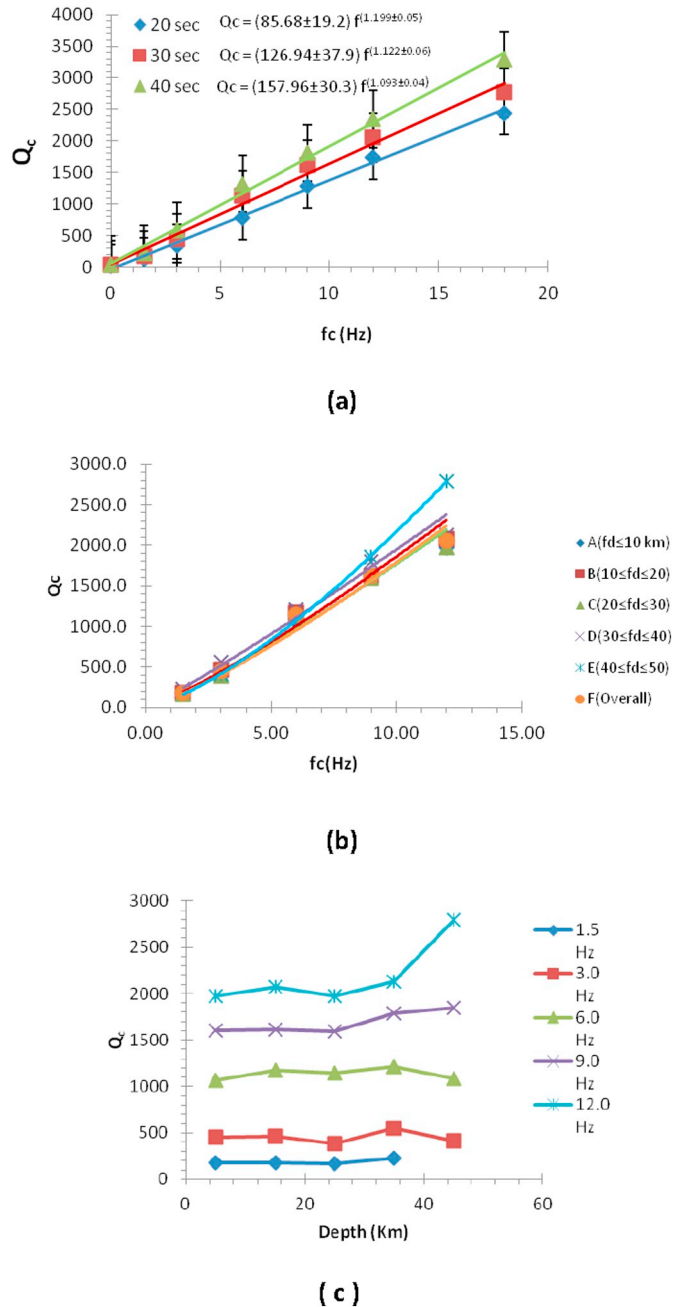 4000
3500
3000
2500
2000
1500
1000
500
0
Qc
20 sec Qc = (85.68±19.2) f(1.199±0.05)
30 sec Qc = (126.94±37.9) f(1.122±0.06)
40 sec Qc = (157.96±30.3) f(1.093±0.04)
0 5 10 15 20
fc (Hz)
(a)
3000.0
2500.0
2000.0
1500.0
1000.0
500.0
0.0
Qc
0.00 5.00 10.00 15.00
fc(Hz)
A(fd≤10 km)
B(10≤fd≤20)
C(20≤fd≤30)
D(30≤fd≤40)
E(40≤fd≤50)
F(Overall)
(b)
3000
2500
2000
1500
1000
500
0
Qc
0 20 40 60
Depth (Km)
1.5
Hz
3.0
Hz
6.0
Hz
9.0
Hz
12.0
Hz
( c )